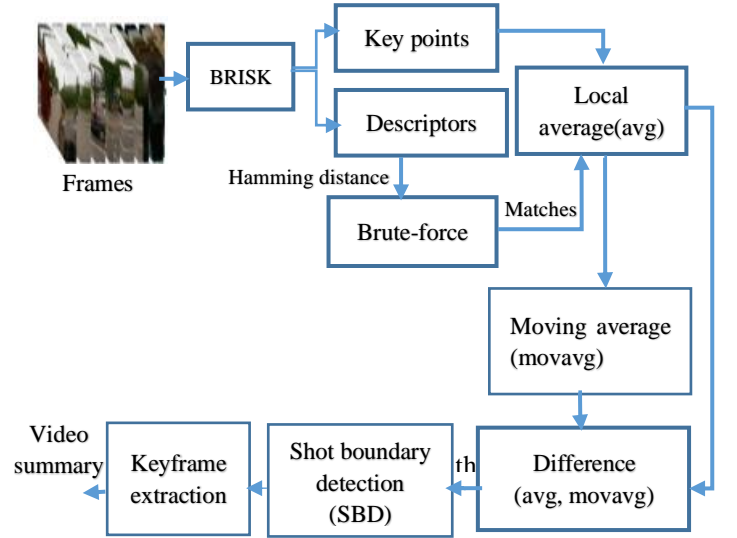 Frames
BRISK
Key points
Descriptors
Hamming distance
Brute-force
Matches
Local
average(avg)
Moving average
(movavg)
Difference
(avg, movavg)
th
Shot boundary
detection
(SBD)
Keyframe
extraction
Video
summary